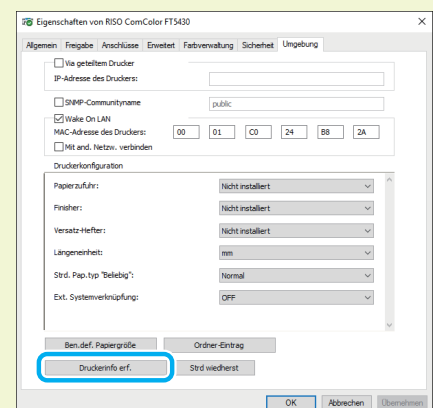 Eigenschaften von RISO ComColor FT5430
Allgemein Freigabe Anschlüsse Erweitert Farbverwaltung Sicherheit Umgebung
Via geteiltem Drucker
IP-Adresse des Druckers:
SNMP-Communityname public
Wake On LAN
MAC-Adresse des Druckers: 00 01 C0 24 B8 2A
Mit and. Netzw. verbinden
Druckerkonfiguration
Papierzufuhr: Nicht installiert
Finisher: Nicht installiert
Versatz-Hefter: Nicht installiert
Längeneinheit: mm
Strd. Pap.typ "Beliebig": Normal
Ext. Systemverknüpfung: OFF
Ben.def. Papiergröße Ordner-Eintrag
Druckerinfo erf. Strd wiedherst
OK Abbrechen Übernehmen